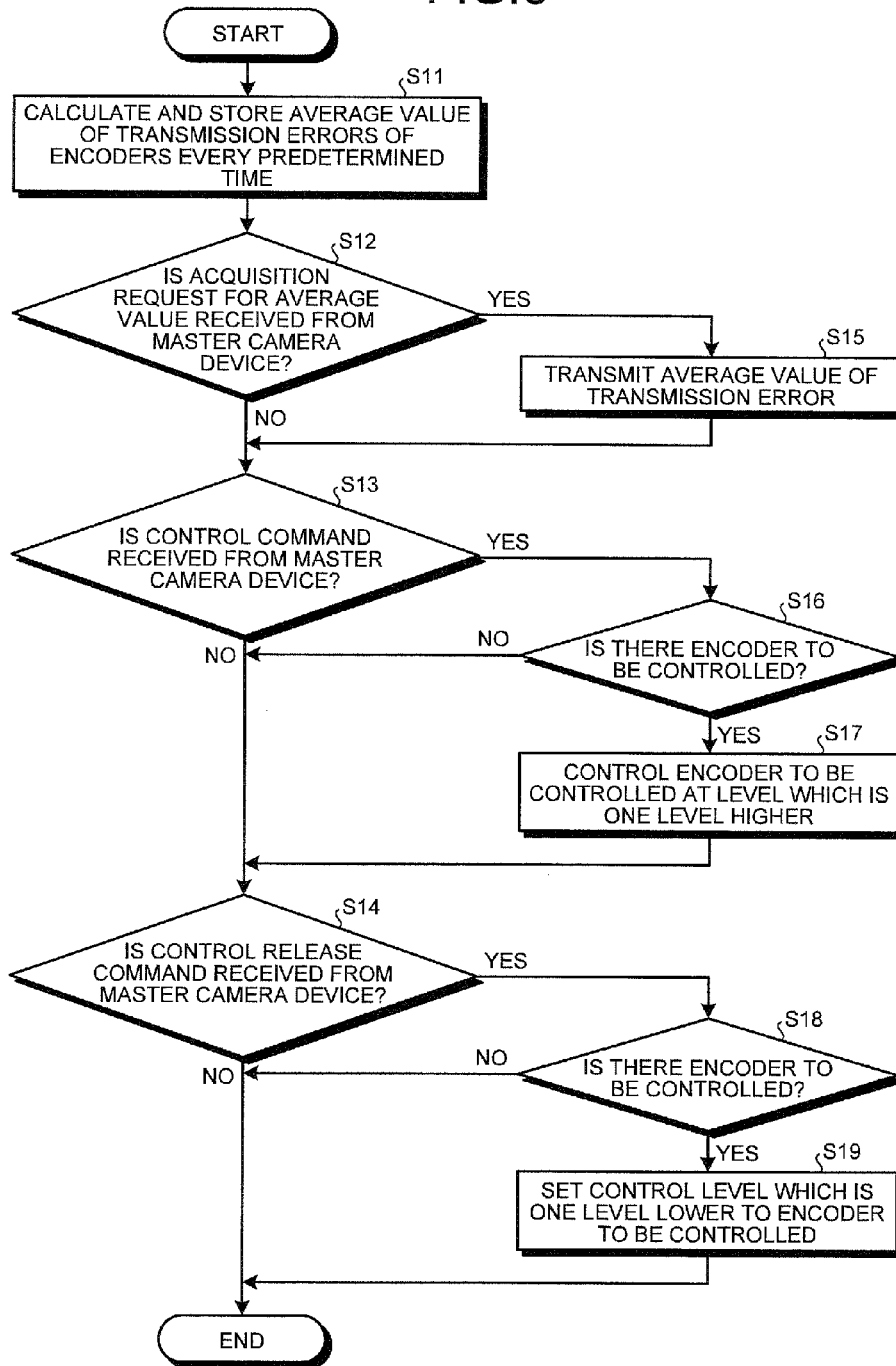 START
S11
CALCULATE AND STORE AVERAGE VALUE
OF TRANSMISSION ERRORS OF
ENCODERS EVERY PREDETERMINED
TIME
S12
IS ACQUISITION
REQUEST FOR AVERAGE
VALUE RECEIVED FROM
MASTER CAMERA
DEVICE?
YES
S15
TRANSMIT AVERAGE VALUE OF
TRANSMISSION ERROR
NO
S13
IS CONTROL COMMAND
RECEIVED FROM MASTER
CAMERA DEVICE?
YES
S16
IS THERE ENCODER TO
BE CONTROLLED?
NO
NO
YES
S17
CONTROL ENCODER TO BE
CONTROLLED AT LEVEL WHICH IS
ONE LEVEL HIGHER
S14
IS CONTROL RELEASE
COMMAND RECEIVED FROM
MASTER CAMERA DEVICE?
YES
S18
IS THERE ENCODER TO
BE CONTROLLED?
NO
NO
YES
S19
SET CONTROL LEVEL WHICH IS
ONE LEVEL LOWER TO ENCODER
TO BE CONTROLLED
END